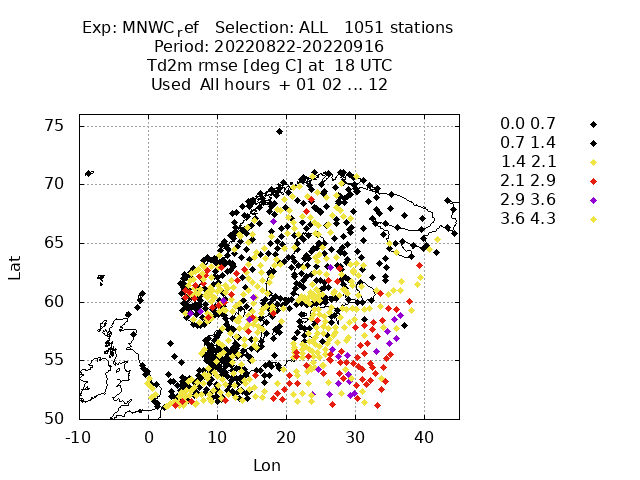 Exp: MNWC_ref   Selection: ALL   1051 stations
Period: 20220822-20220916
Td2m rmse [deg C] at  18 UTC
Used  All hours  + 01 02 ... 12
0.0 0.7
0.7 1.4
1.4 2.1
2.1 2.9
2.9 3.6
3.6 4.3
75
70
65
60
55
50
Lat
-10 0 10 20 30 40
Lon